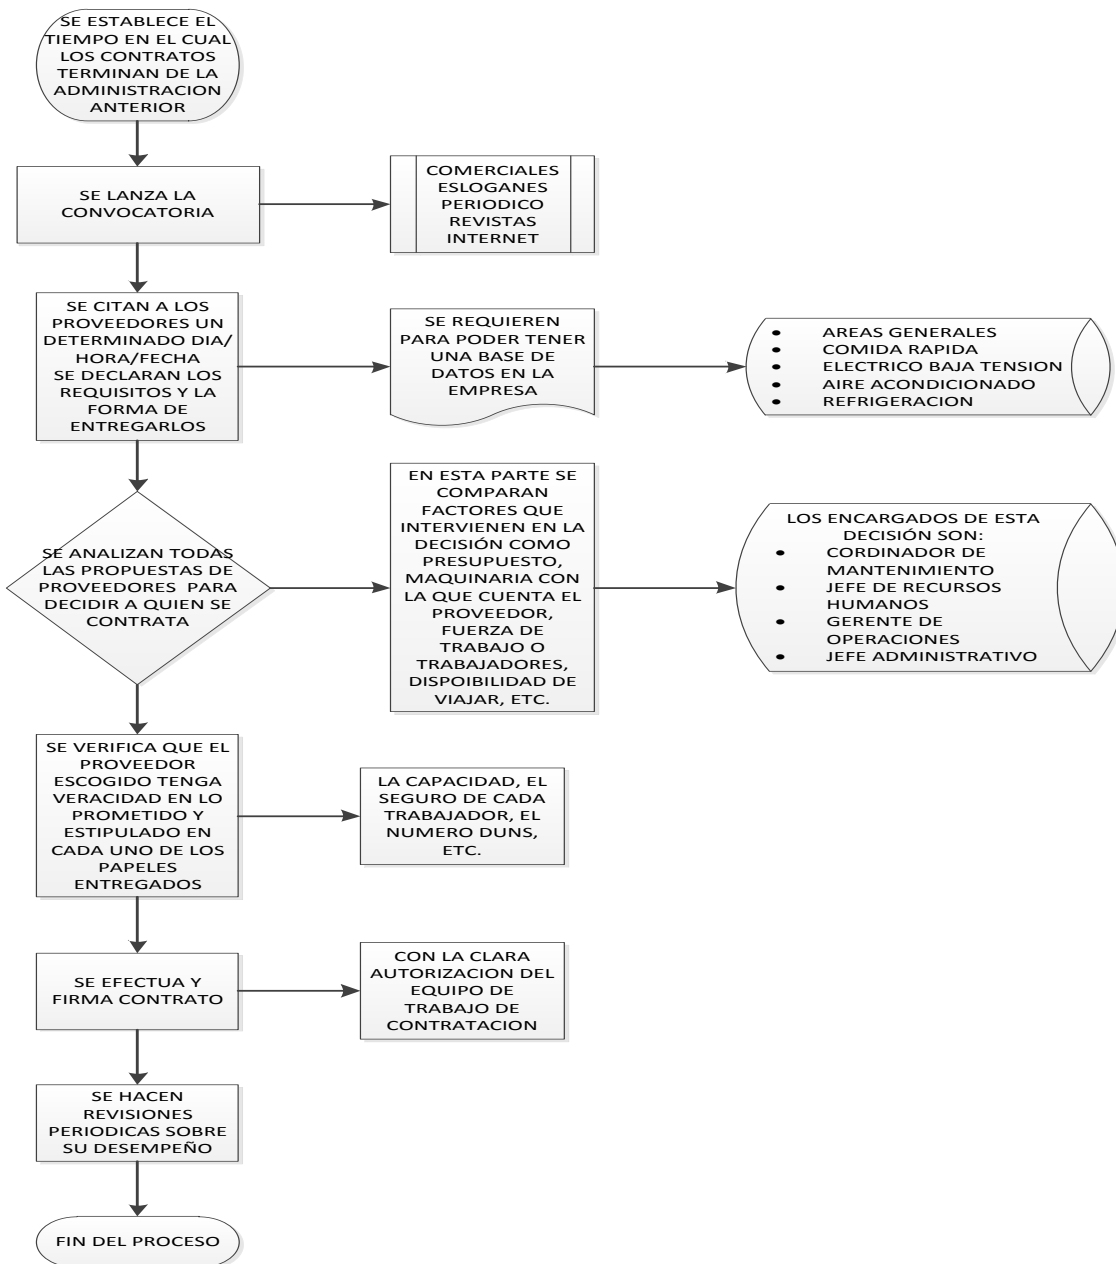 SE ESTABLECE EL
TIEMPO EN EL CUAL
LOS CONTRATOS
TERMINAN DE LA
ADMINISTRACION
ANTERIOR
SE LANZA LA
CONVOCATORIA
COMERCIALES
ESLOGANES
PERIODICO
REVISTAS
INTERNET
SE CITAN A LOS
PROVEEDORES UN
DETERMINADO DIA/
HORA/FECHA
SE DECLARAN LOS
REQUISITOS Y LA
FORMA DE
ENTREGARLOS
SE REQUIEREN
PARA PODER TENER
UNA BASE DE
DATOS EN LA
EMPRESA
• AREAS GENERALES
• COMIDA RAPIDA
• ELECTRICO BAJA TENSION
• AIRE ACONDICIONADO
• REFRIGERACION
SE ANALIZAN TODAS
LAS PROPUESTAS DE
PROVEEDORES PARA
DECIDIR A QUIEN SE
CONTRATA
EN ESTA PARTE SE
COMPARAN
FACTORES QUE
INTERVIENEN EN LA
DECISIÓN COMO
PRESUPUESTO,
MAQUINARIA CON
LA QUE CUENTA EL
PROVEEDOR,
FUERZA DE
TRABAJO O
TRABAJADORES,
DISPOIBILIDAD DE
VIAJAR, ETC.
LOS ENCARGADOS DE ESTA
DECISIÓN SON:
• CORDINADOR DE
MANTENIMIENTO
• JEFE DE RECURSOS
HUMANOS
• GERENTE DE
OPERACIONES
• JEFE ADMINISTRATIVO
SE VERIFICA QUE EL
PROVEEDOR
ESCOGIDO TENGA
VERACIDAD EN LO
PROMETIDO Y
ESTIPULADO EN
CADA UNO DE LOS
PAPELES
ENTREGADOS
LA CAPACIDAD, EL
SEGURO DE CADA
TRABAJADOR, EL
NUMERO DUNS,
ETC.
SE EFECTUA Y
FIRMA CONTRATO
CON LA CLARA
AUTORIZACION DEL
EQUIPO DE
TRABAJO DE
CONTRATACION
SE HACEN
REVISIONES
PERIODICAS SOBRE
SU DESEMPEÑO
FIN DEL PROCESO